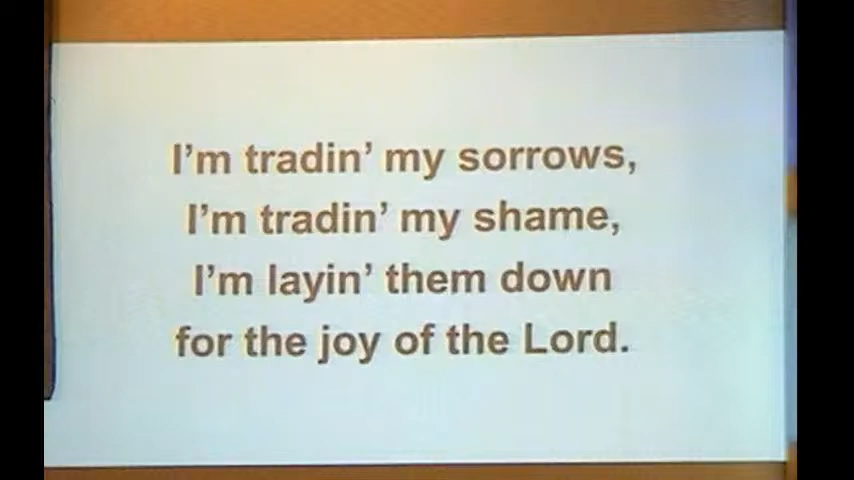 I’m tradin’ my sorrows,
I’m tradin’ my shame,
I’m layin’ them down
for the joy of the Lord.